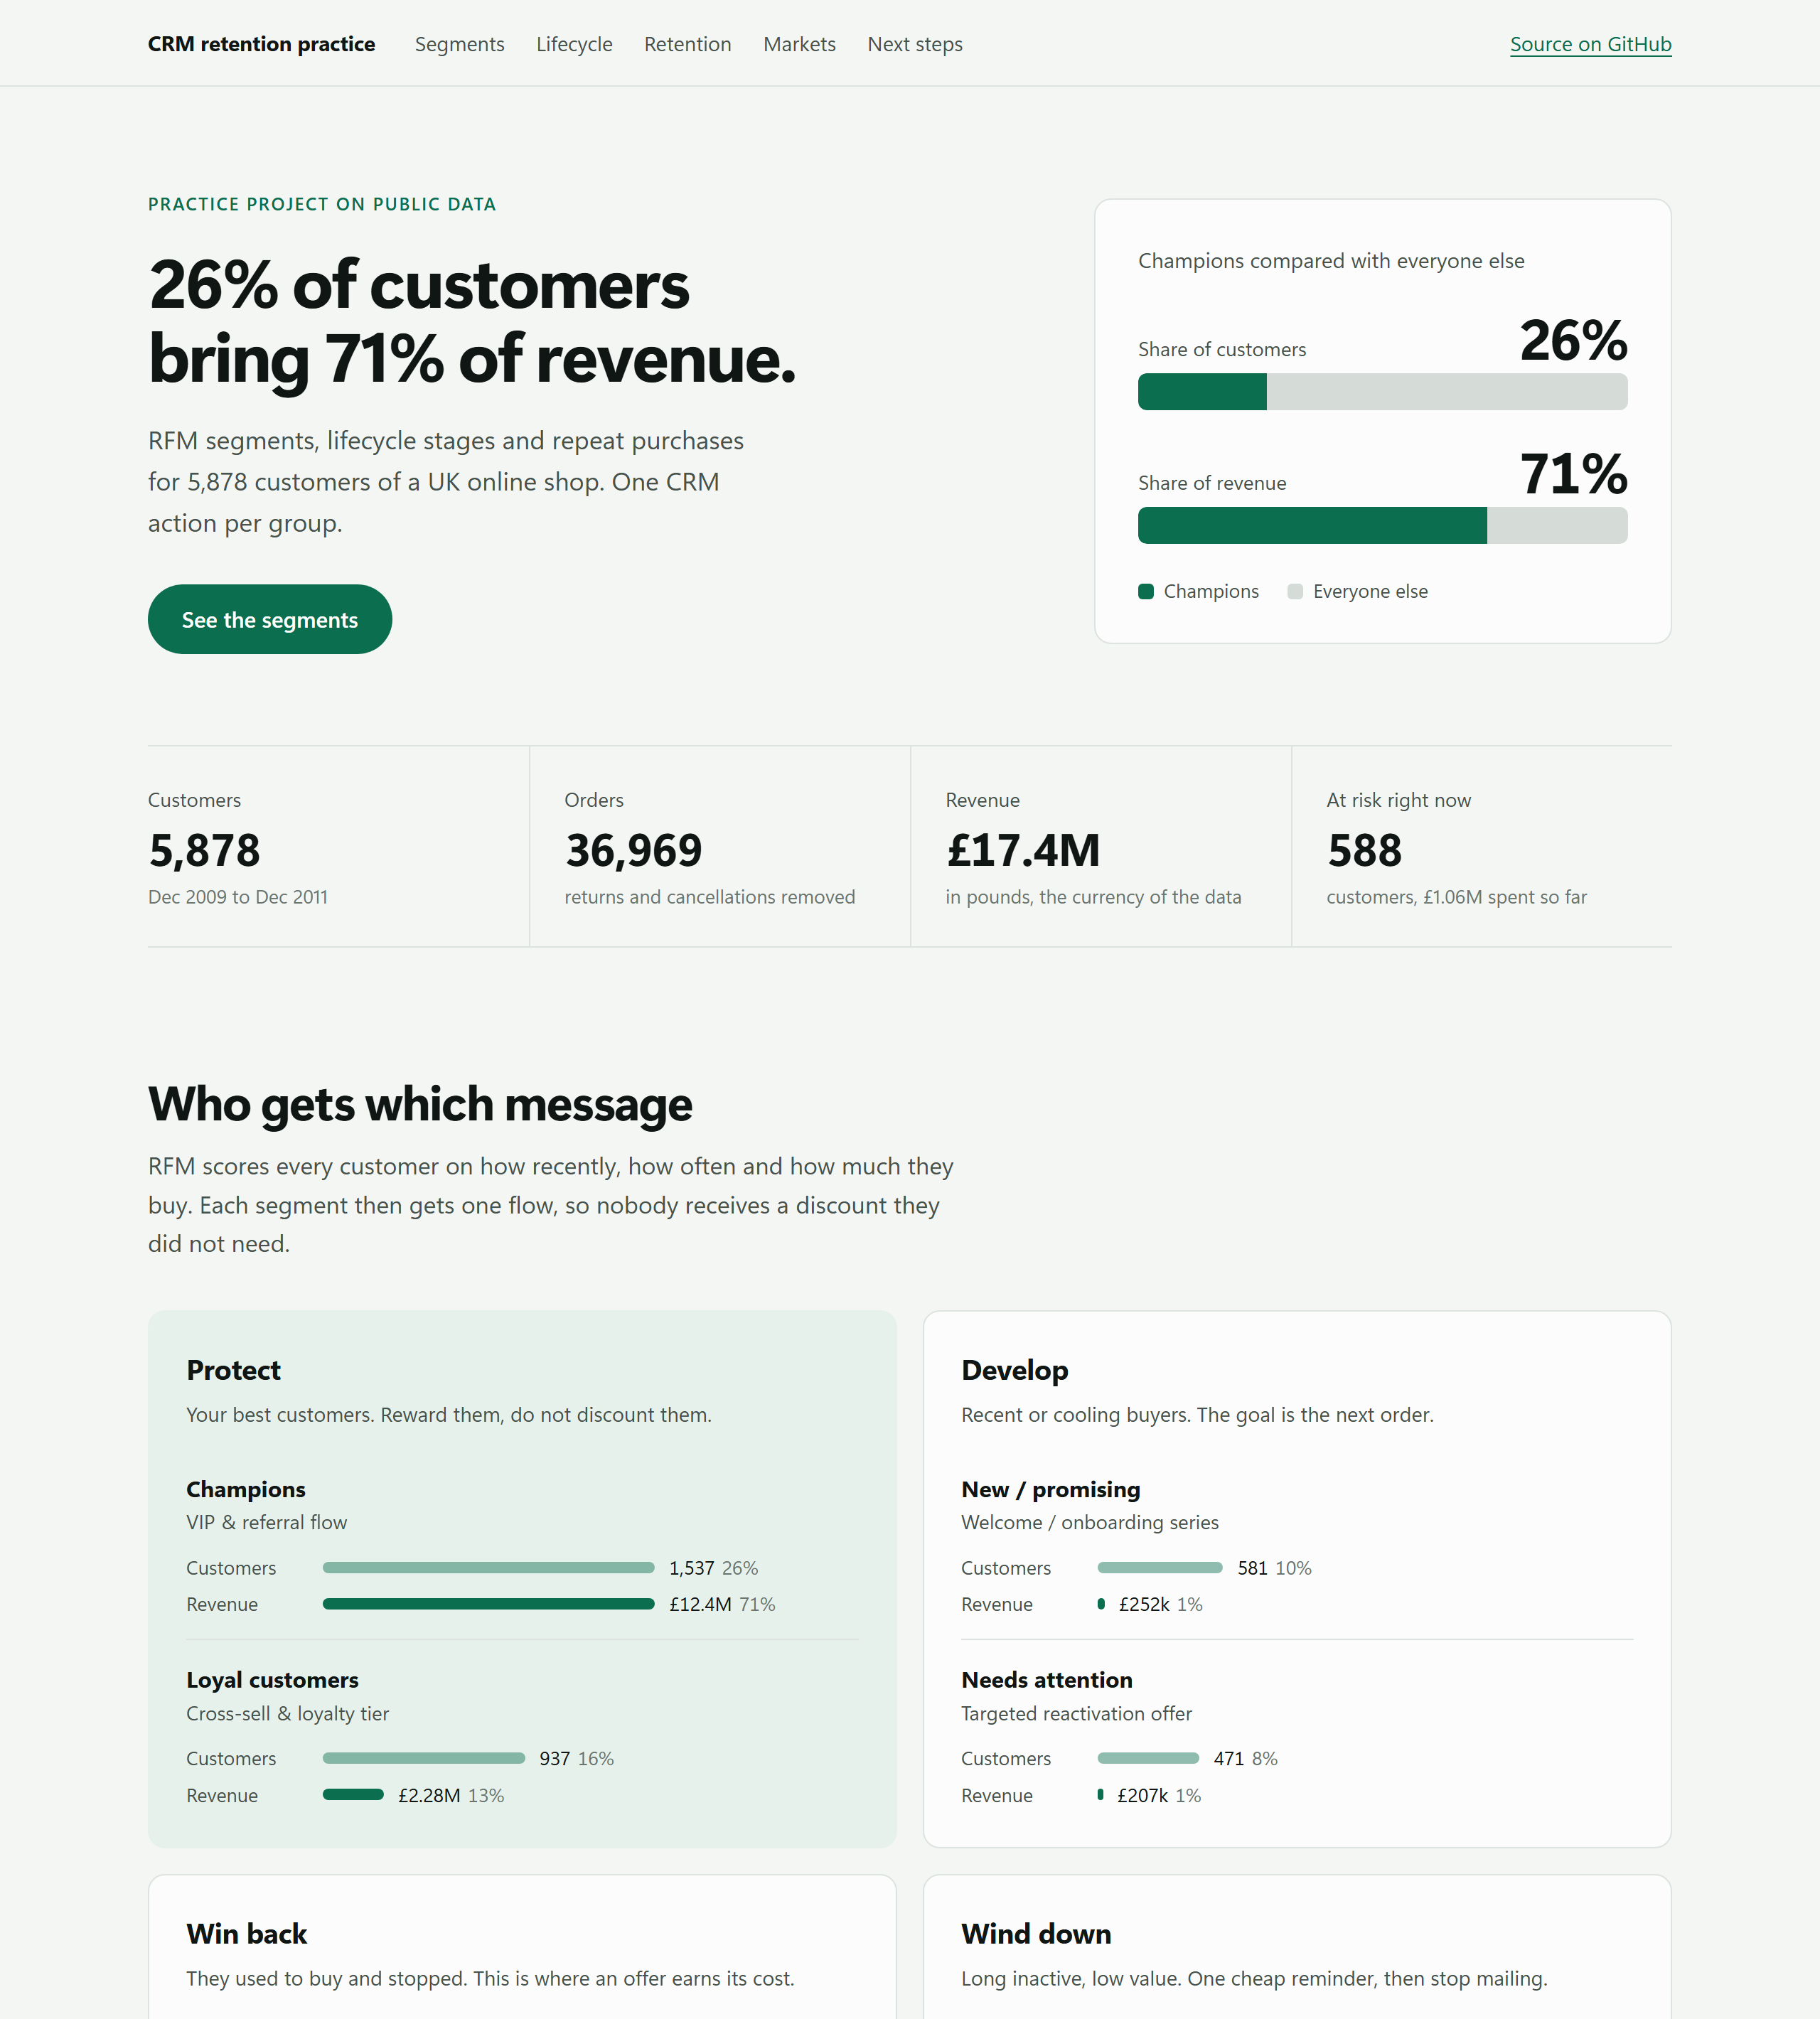 CRM retention practice
Segments
Lifecycle
Retention
Markets
Next steps
Source on GitHub
PRACTICE PROJECT ON PUBLIC DATA
26% of customers
bring 71% of revenue.
RFM segments, lifecycle stages and repeat purchases
for 5,878 customers of a UK online shop. One CRM
action per group.
See the segments
Champions compared with everyone else
Share of customers
26%
Share of revenue
71%
Champions
Everyone else
Customers
5,878
Dec 2009 to Dec 2011
Orders
36,969
returns and cancellations removed
Revenue
£17.4M
in pounds, the currency of the data
At risk right now
588
customers, £1.06M spent so far
Who gets which message
RFM scores every customer on how recently, how often and how much they
buy. Each segment then gets one flow, so nobody receives a discount they
did not need.
Protect
Your best customers. Reward them, do not discount them.
Champions
VIP & referral flow
Customers 1,537 26%
Revenue £12.4M 71%
Loyal customers
Cross-sell & loyalty tier
Customers 937 16%
Revenue £2.28M 13%
Develop
Recent or cooling buyers. The goal is the next order.
New / promising
Welcome / onboarding series
Customers 581 10%
Revenue £252k 1%
Needs attention
Targeted reactivation offer
Customers 471 8%
Revenue £207k 1%
Win back
They used to buy and stopped. This is where an offer earns its cost.
Wind down
Long inactive, low value. One cheap reminder, then stop mailing.